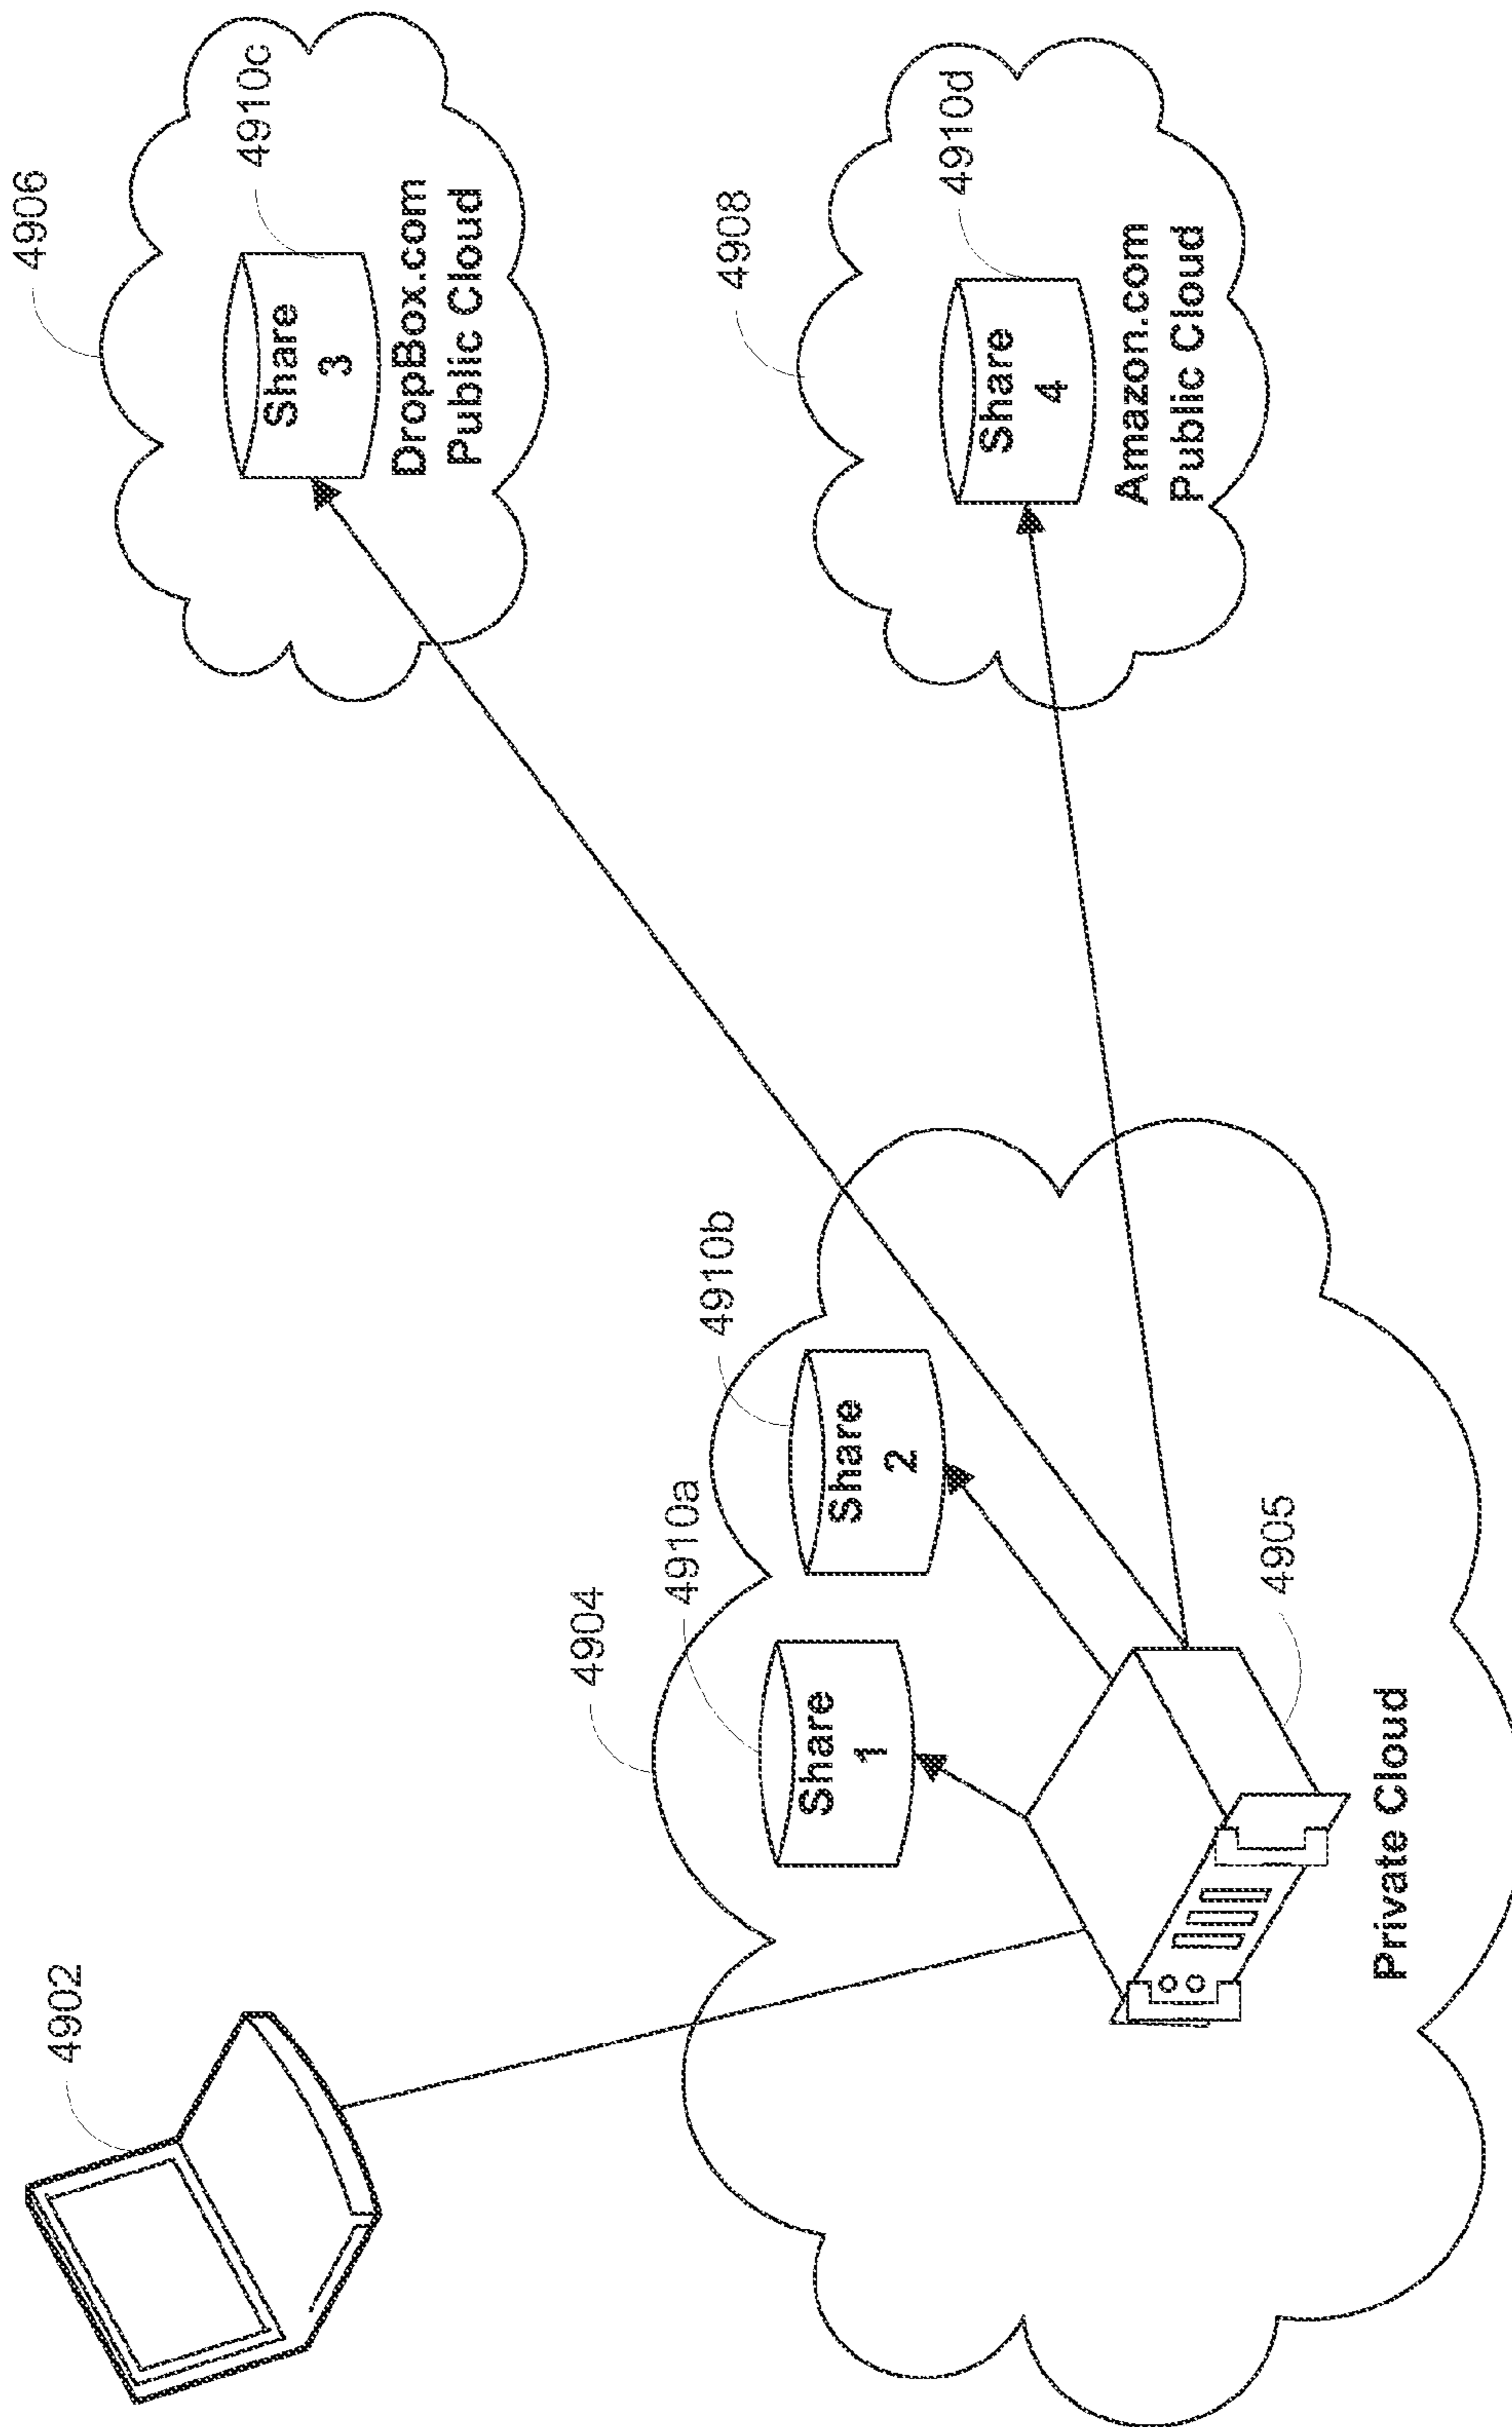 4902
4904
4910a
Share
1
4910b
Share
2
4905
Private Cloud
4906
4910c
Share
3
DropBox.com
Public Cloud
4908
4910d
Share
4
Amazon.com
Public Cloud